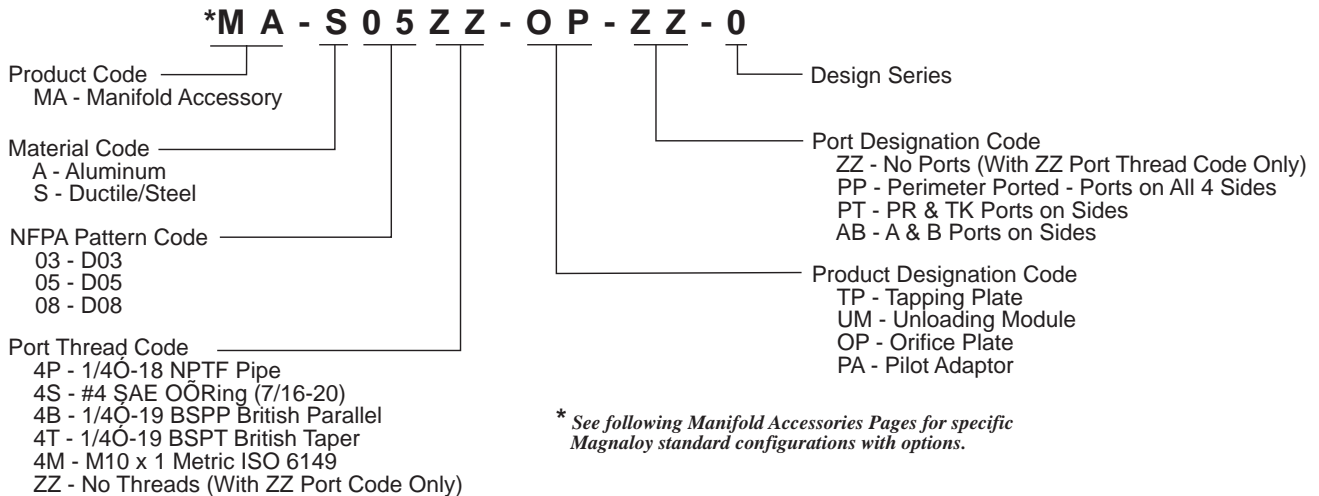 *MA-S05ZZ-OP-ZZ-0
Product Code
MA - Manifold Accessory
Material Code
A - Aluminum
S - Ductile/Steel
NFPA Pattern Code
03 - D03
05 - D05
08 - D08
Port Thread Code
4P - 1/4Ó-18 NPTF Pipe
4S - #4 SAE OÕRing (7/16-20)
4B - 1/4Ó-19 BSPP British Parallel
4T - 1/4Ó-19 BSPT British Taper
4M - M10 x 1 Metric ISO 6149
ZZ - No Threads (With ZZ Port Code Only)
Design Series
Port Designation Code
ZZ - No Ports (With ZZ Port Thread Code Only)
PP - Perimeter Ported - Ports on All 4 Sides
PT - PR & TK Ports on Sides
AB - A & B Ports on Sides
Product Designation Code
TP - Tapping Plate
UM - Unloading Module
OP - Orifice Plate
PA - Pilot Adaptor
* See following Manifold Accessories Pages for specific
Magnaloy standard configurations with options.